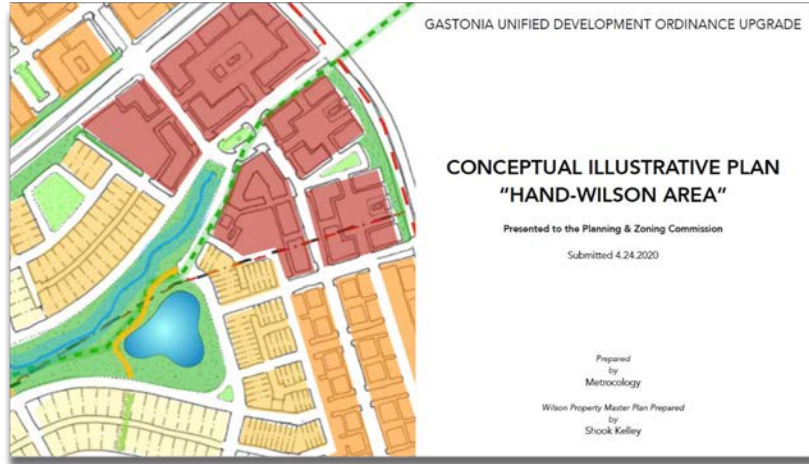 GASTONIA UNIFIED DEVELOPMENT ORDINANCE UPGRADE
CONCEPTUAL ILLUSTRATIVE PLAN
“HAND-WILSON AREA”
Presented to the Planning & Zoning Commission
Submitted 4.24.2020
Prepared
by
Metrocology
Wilson Property Master Plan Prepared
by
Shook Kelley